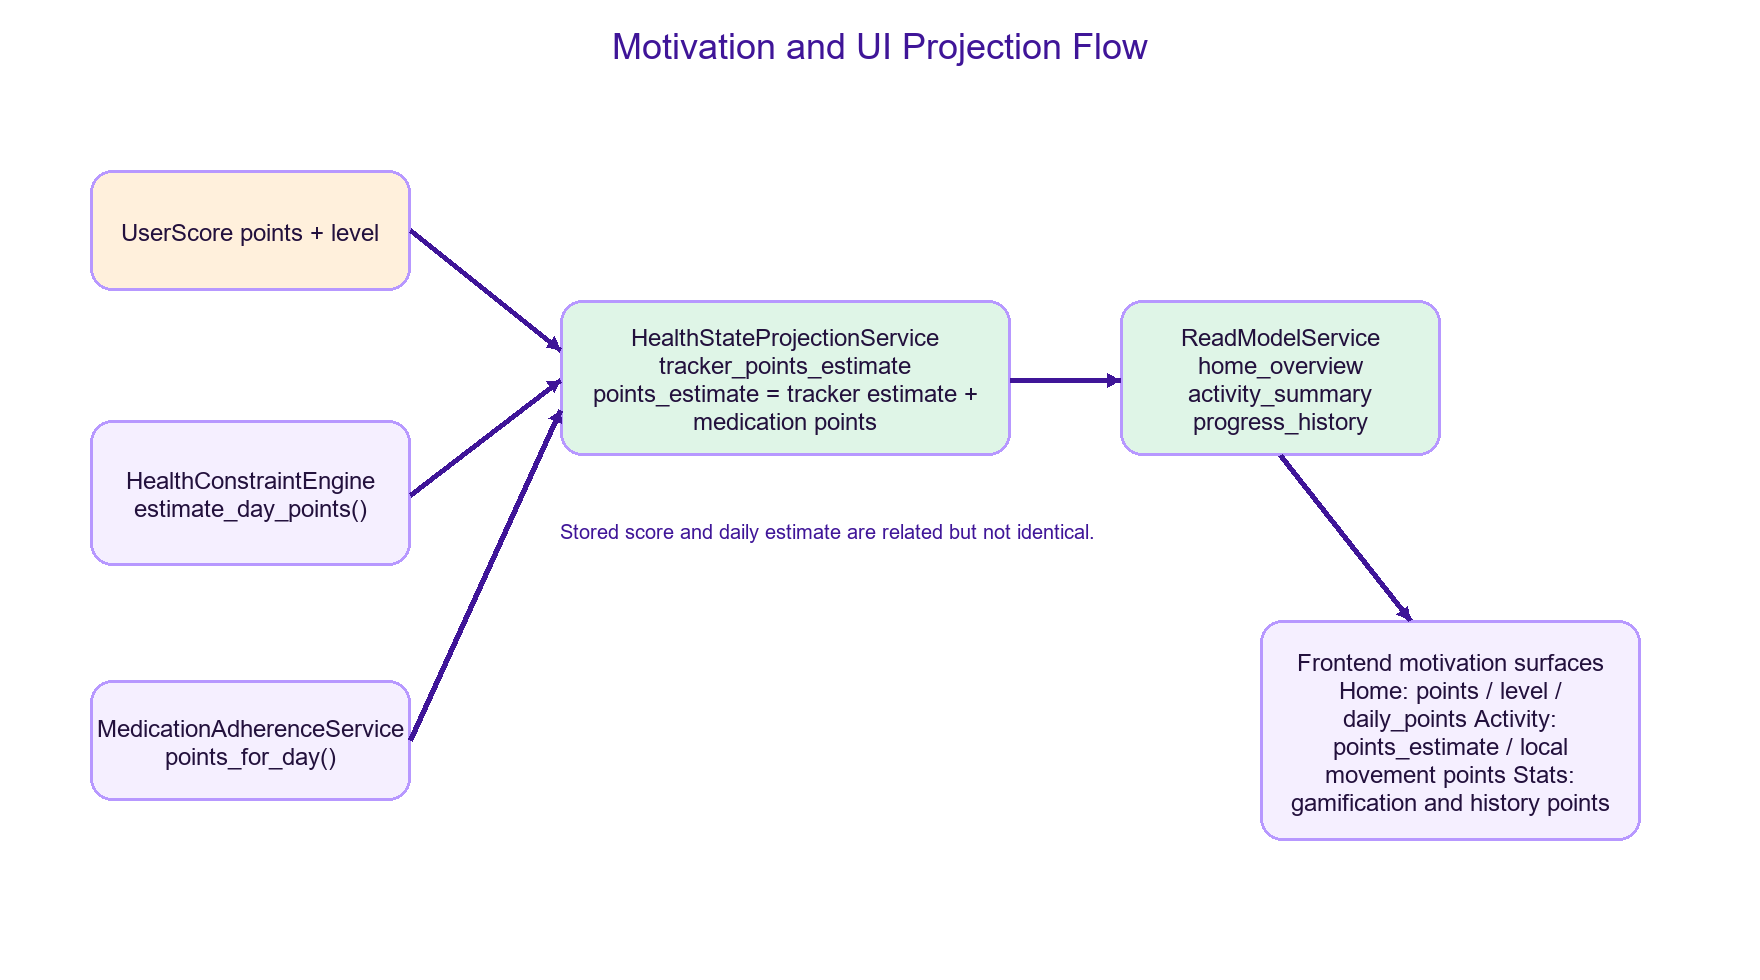 Motivation and UI Projection Flow
UserScore points + level
HealthConstraintEngine
estimate_day_points()
MedicationAdherenceService
points_for_day()
HealthStateProjectionService
tracker_points_estimate
points_estimate = tracker estimate +
medication points
Stored score and daily estimate are related but not identical.
ReadModelService
home_overview
activity_summary
progress_history
Frontend motivation surfaces
Home: points / level /
daily_points Activity:
points_estimate / local
movement points Stats:
gamification and history points